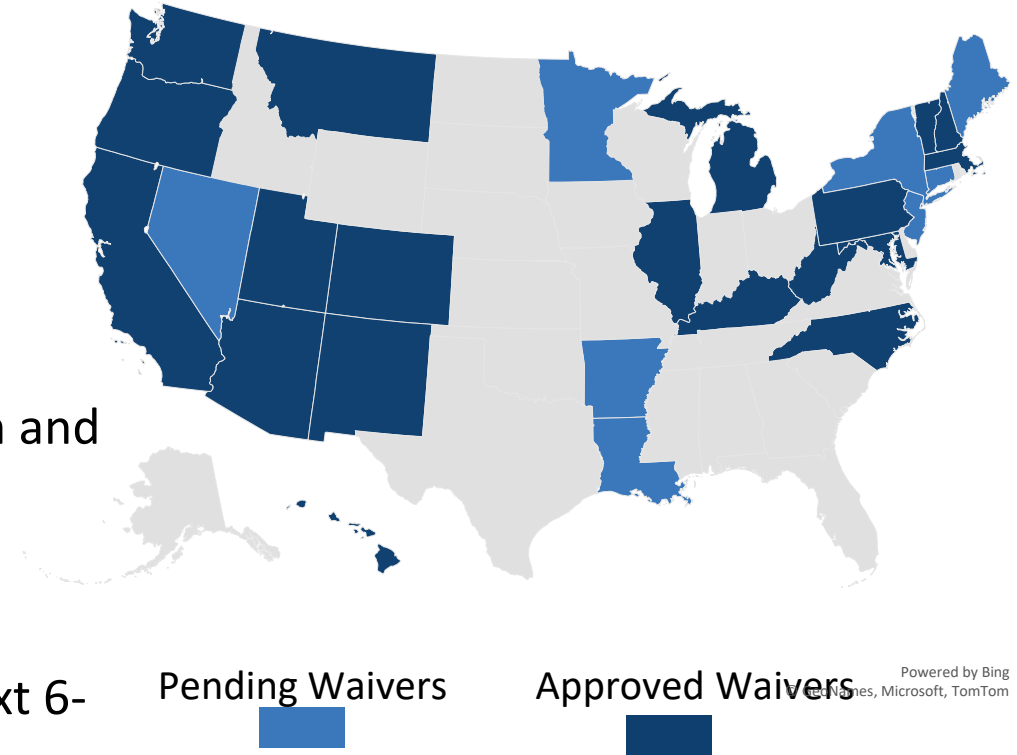 and
xt 6-
Pending Waivers
Approved Waivers
Powered by Bing
© GeoNames, Microsoft, TomTom